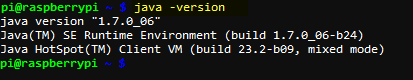 pi@raspberrypi ~ $ java -version
java version "1.7.0_06"
Java(TM) SE Runtime Environment (build 1.7.0_06-b24)
Java HotSpot(TM) Client VM (build 23.2-b09, mixed mode)
pi@raspberrypi ~ $